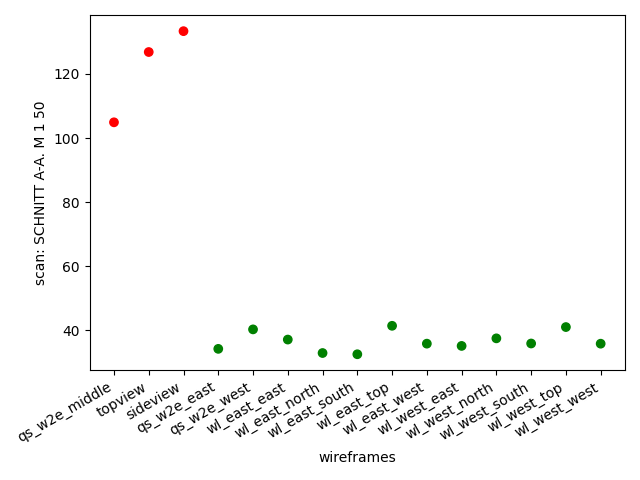 scan: SCHNITT A-A. M 1 50
120
100
80
60
40
qs_w2e_middle
topview
sideview
qs_w2e_east
qs_w2e_west
wl_east_east
wl_east_north
wl_east_south
wl_east_top
wl_east_west
wl_west_east
wl_west_north
wl_west_south
wl_west_top
wl_west_west
wireframes